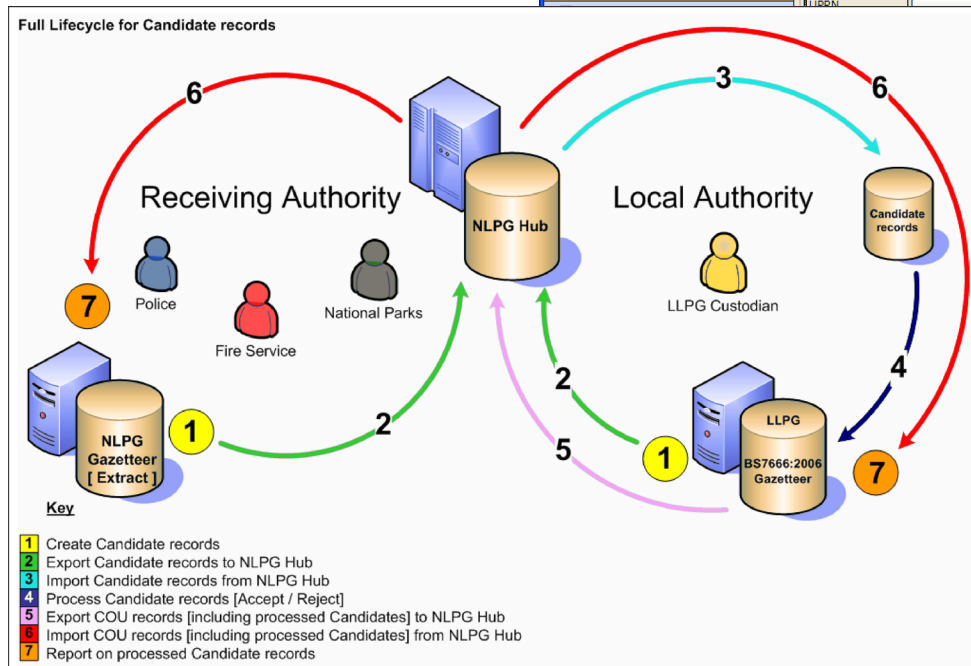 UPRN
Full Lifecycle for Candidate records
6
3
6
Receiving Authority
Local Authority
NLPG Hub
Candidate
records
Police
National Parks
LLPG Custodian
Fire Service
7
4
2
2
1
NLPG
Gazetteer
[ Extract ]
5
1
LLPG
BS7666:2006
Gazetteer
7
Key
1 Create Candidate records
2 Export Candidate records to NLPG Hub
3 Import Candidate records from NLPG Hub
4 Process Candidate records [Accept / Reject]
5 Export COU records [including processed Candidates] to NLPG Hub
6 Import COU records [including processed Candidates] from NLPG Hub
7 Report on processed Candidate records